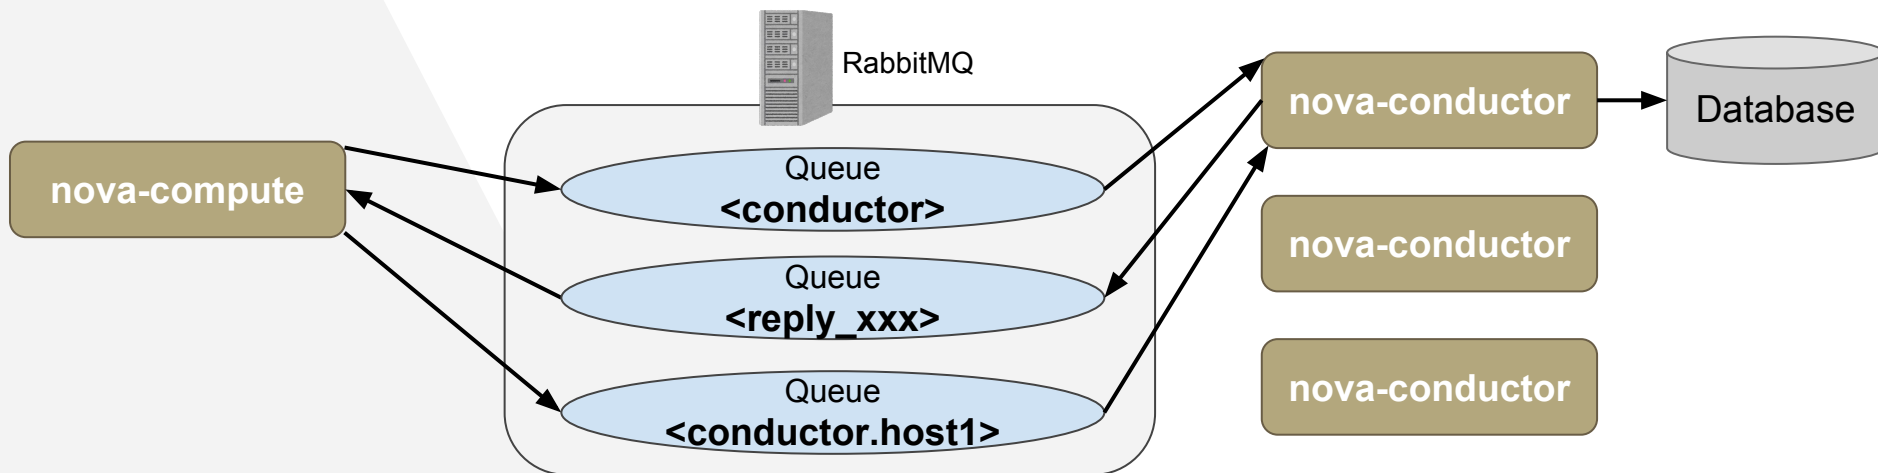 RabbitMQ
nova-compute
Queue
<conductor>
Queue
<reply_xxx>
Queue
<conductor.host1>
nova-conductor
nova-conductor
nova-conductor
Database